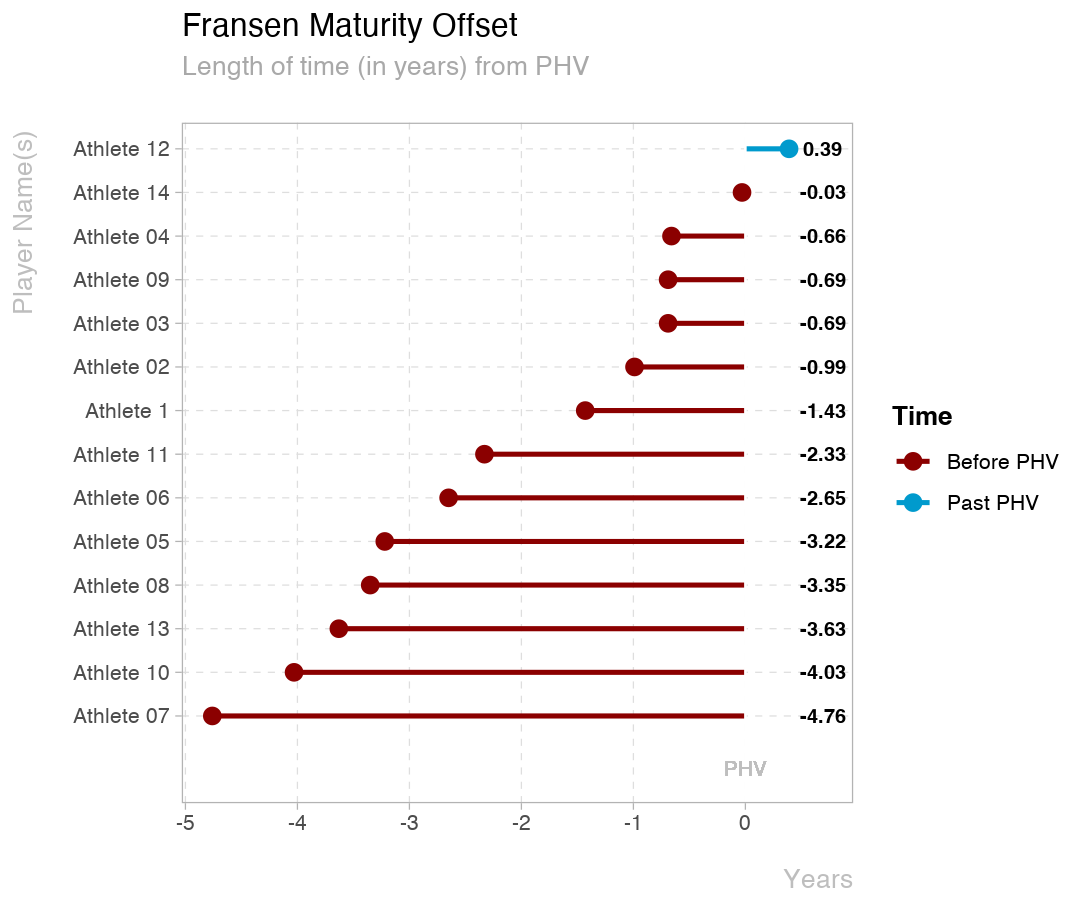 Fransen Maturity Offset
Length of time (in years) from PHV
Player Name(s)
Athlete 12 0.39
Athlete 14 -0.03
Athlete 04 -0.66
Athlete 09 -0.69
Athlete 03 -0.69
Athlete 02 -0.99
Athlete 1 -1.43
Athlete 11 -2.33
Athlete 06 -2.65
Athlete 05 -3.22
Athlete 08 -3.35
Athlete 13 -3.63
Athlete 10 -4.03
Athlete 07 -4.76
PHV
-5 -4 -3 -2 -1 0
Years
Time
Before PHV
Past PHV